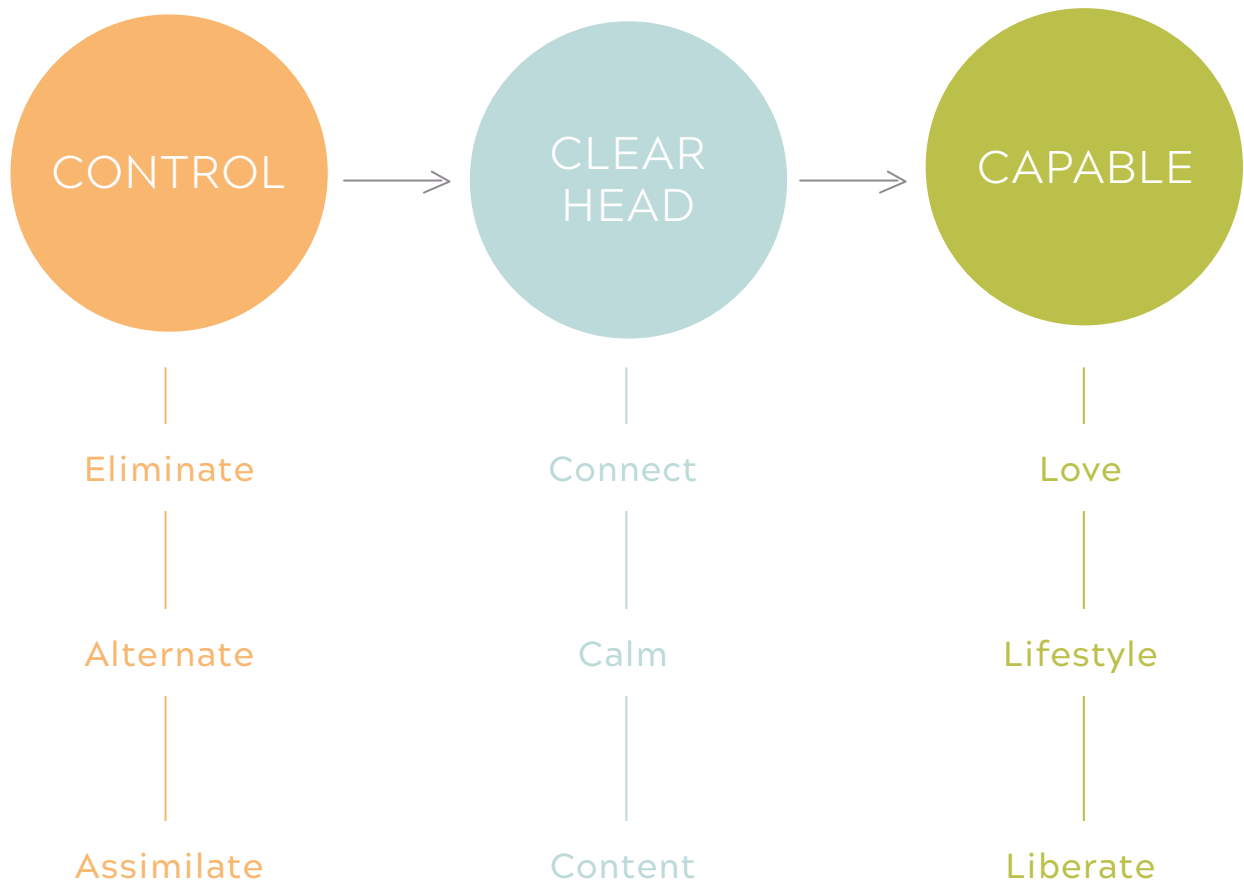 CONTROL
CLEAR
HEAD
CAPABLE
Eliminate
Connect
Love
Alternate
Calm
Lifestyle
Assimilate
Content
Liberate